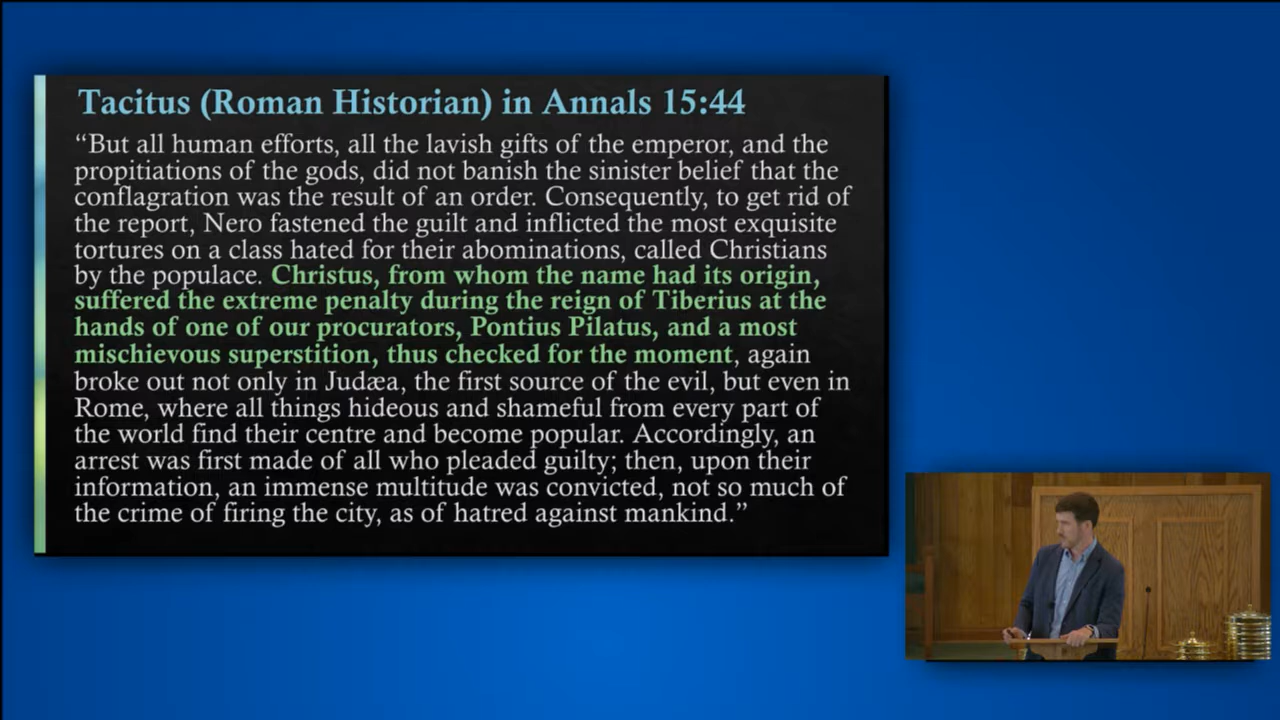 Tacitus (Roman Historian) in Annals 15:44
“But all human efforts, all the lavish gifts of the emperor, and the
propitiations of the gods, did not banish the sinister belief that the
conflagration was the result of an order. Consequently, to get rid of
the report, Nero fastened the guilt and inflicted the most exquisite
tortures on a class hated for their abominations, called Christians
by the populace. Christus, from whom the name had its origin,
suffered the extreme penalty during the reign of Tiberius at the
hands of one of our procurators, Pontius Pilatus, and a most
mischievous superstition, thus checked for the moment, again
broke out not only in Judæa, the first source of the evil, but even in
Rome, where all things hideous and shameful from every part of
the world find their centre and become popular. Accordingly, an
arrest was first made of all who pleaded guilty; then, upon their
information, an immense multitude was convicted, not so much of
the crime of firing the city, as of hatred against mankind.”